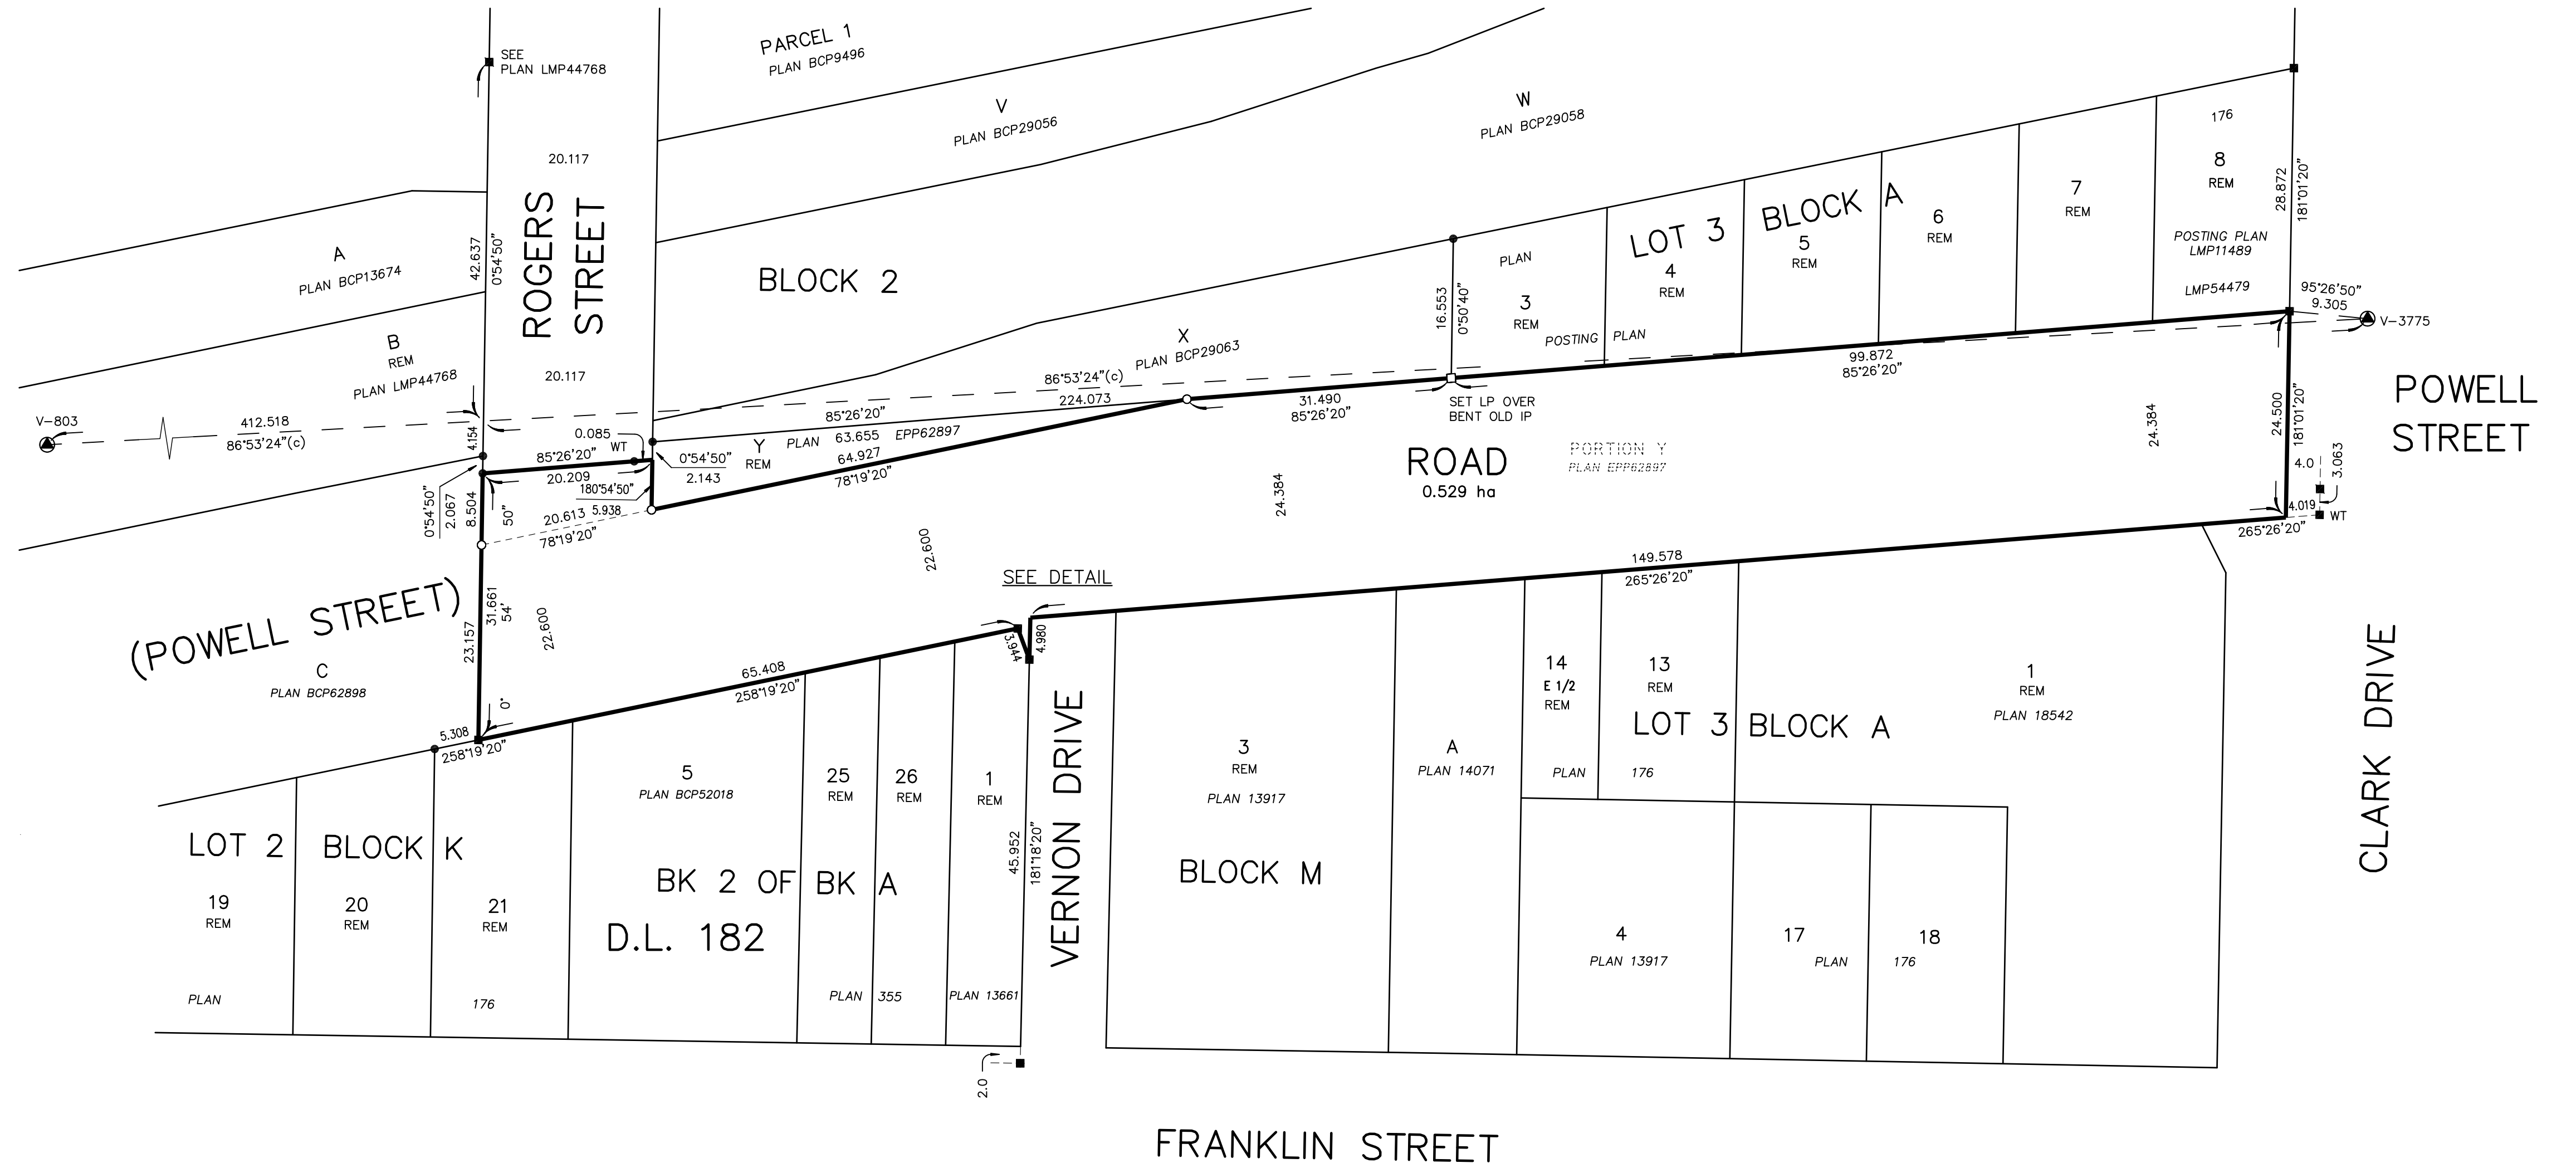 SEE
PLAN LMP44768
PARCEL 1
PLAN BCP9496
V
PLAN BCP29056
W
PLAN BCP29058
20.117
ROGERS
STREET
20.117
42.637
0°54'50"
A
PLAN BCP13674
B
REM
PLAN LMP44768
BLOCK 2
X
PLAN BCP29063
PLAN
3
REM
POSTING PLAN
LOT 3 BLOCK A
4
REM
5
REM
6
REM
7
REM
176
8
REM
POSTING PLAN
LMP11489
LMP54479
28.872
181°01'20"
95°26'50"
9.305
V-3775
16.553
0°50'40"
V-803
412.518
86°53'24"(c)
4.154
0.085
WT
85°26'20"
20.209
180°54'50"
0°54'50"
2.143
Y
REM
PLAN 63.655 EPP62897
85°26'20"
64.927
78°19'20"
86°53'24"(c)
224.073
31.490
85°26'20"
SET LP OVER
BENT OLD IP
99.872
85°26'20"
ROAD
0.529 ha
PORTION Y
PLAN EPP62897
24.384
24.384
24.500
181°01'20"
POWELL
STREET
4.0
3.063
4.019
WT
265°26'20"
0°54'50"
2.067
8.504
50"
20.613
5.938
78°19'20"
22.600
22.600
SEE DETAIL
149.578
265°26'20"
(POWELL STREET)
C
PLAN BCP62898
23.157
31.661
54'
0°
5.308
258°19'20"
65.408
258°19'20"
3.944
4.980
LOT 2 BLOCK K
19
REM
20
REM
21
REM
PLAN
176
5
PLAN BCP52018
25
REM
26
REM
1
REM
BK 2 OF BK A
D.L. 182
PLAN 355
PLAN 13661
45.952
181°18'20"
VERNON DRIVE
3
REM
PLAN 13917
BLOCK M
A
PLAN 14071
14
E 1/2
REM
13
REM
PLAN 176
LOT 3 BLOCK A
1
REM
PLAN 18542
4
PLAN 13917
17
PLAN 176
18
CLARK DRIVE
2.0
FRANKLIN STREET